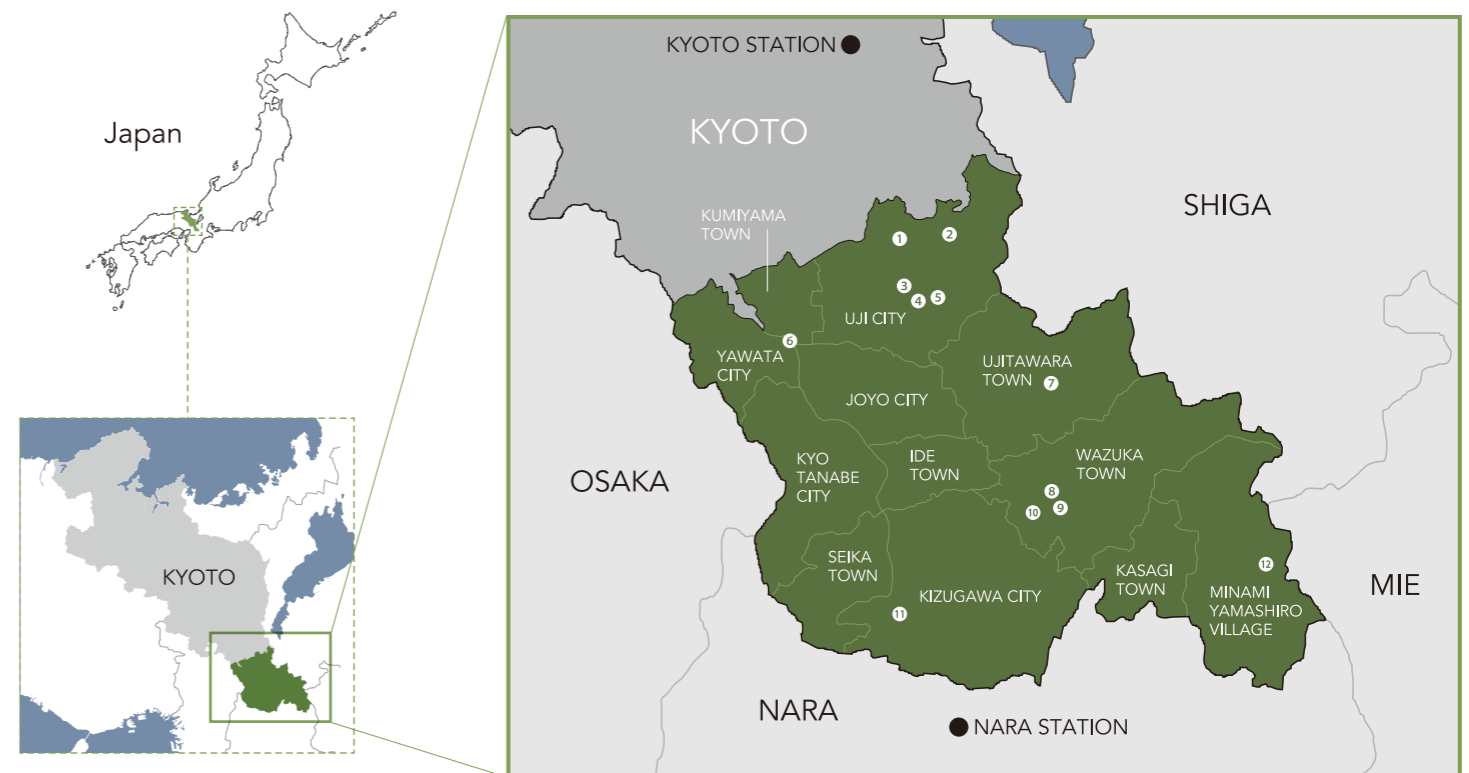 Japan
KYOTO
KYOTO STATION
KYOTO
SHIGA
KUMIYAMA
TOWN
1
2
3
4
5
UJI CITY
6
YAWATA
CITY
UJITAWARA
TOWN
7
JOYO CITY
OSAKA
KYO
TANABE
CITY
IDE
TOWN
WAZUKA
TOWN
8
9
10
SEIKA
TOWN
KIZUGAWA CITY
11
KASAGI
TOWN
12
MINAMI
YAMASHIRO
VILLAGE
MIE
NARA
NARA STATION